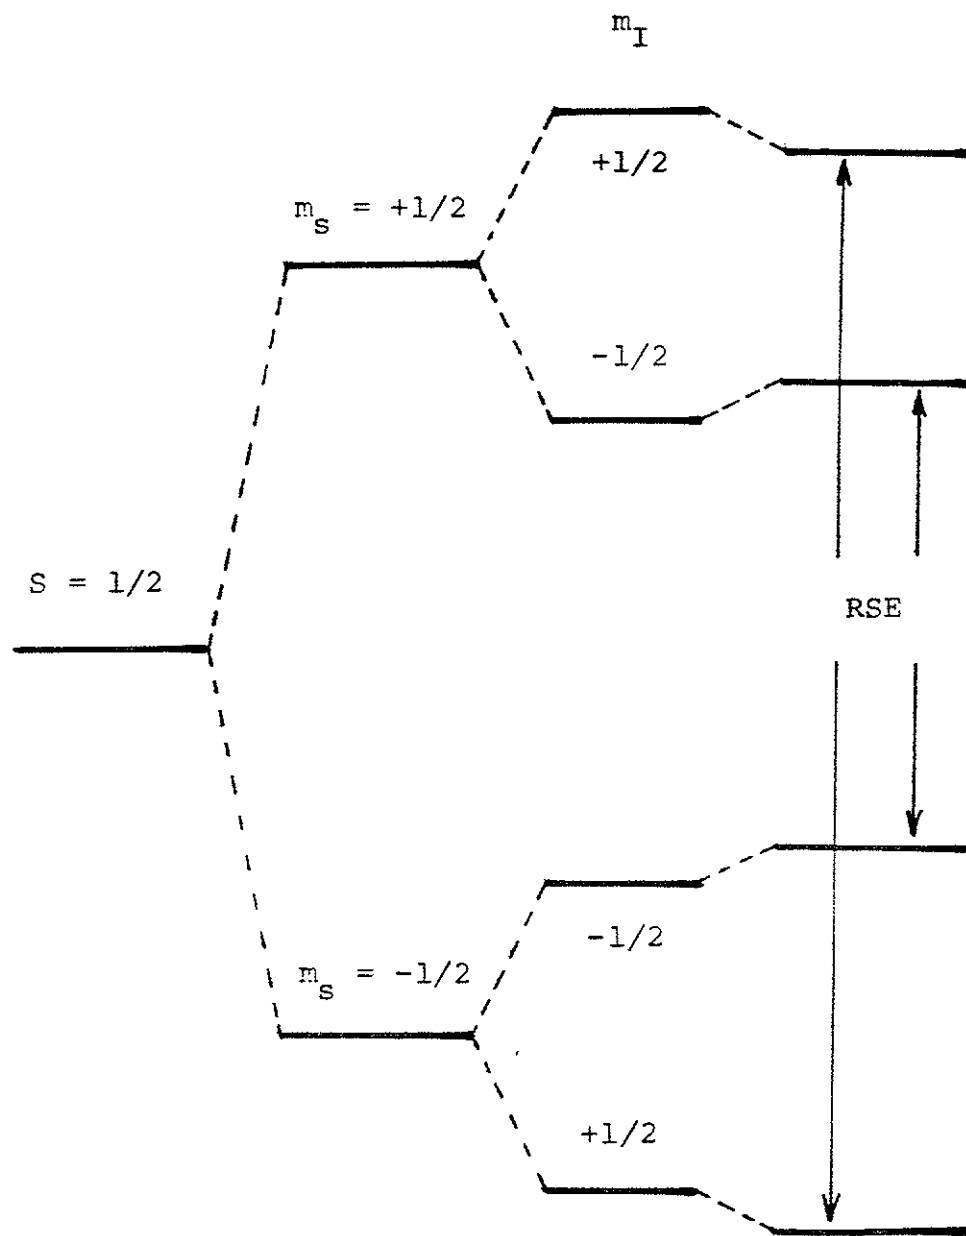 m_I
+1/2
m_s = +1/2
-1/2
S = 1/2
RSE
-1/2
m_s = -1/2
+1/2